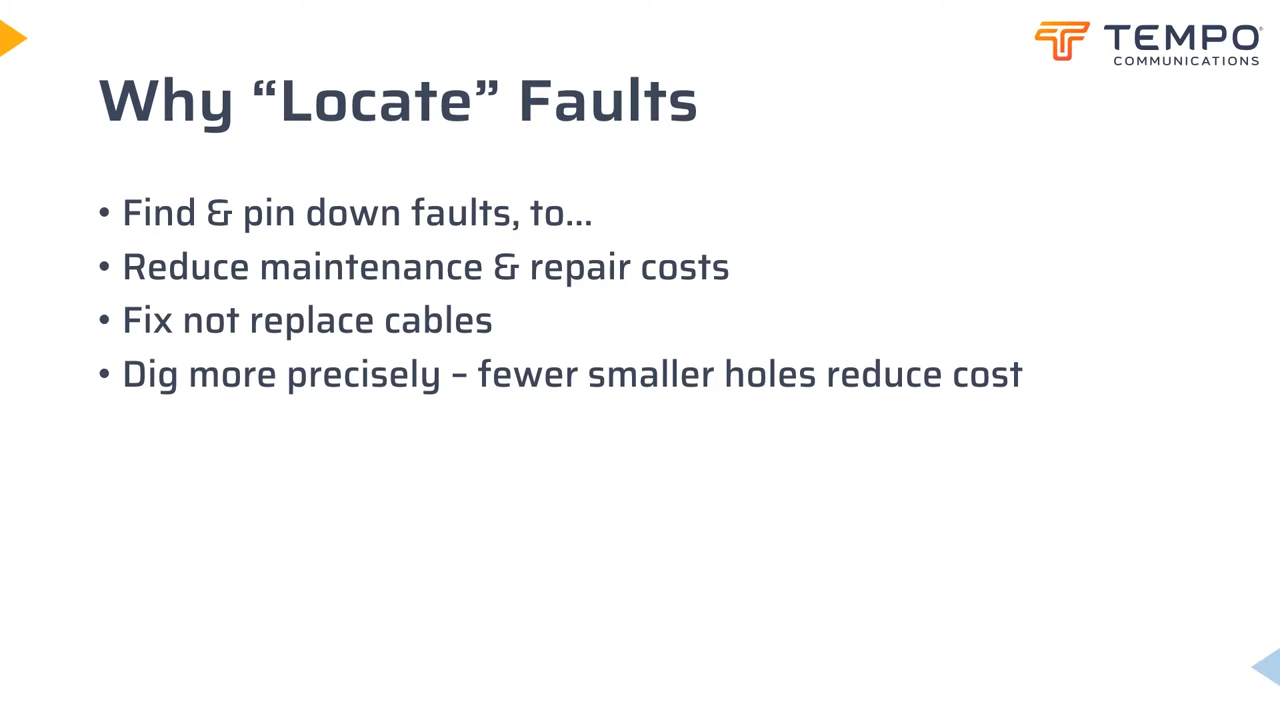 TEMPO®
COMMUNICATIONS
Why “Locate” Faults
• Find & pin down faults, to...
• Reduce maintenance & repair costs
• Fix not replace cables
• Dig more precisely – fewer smaller holes reduce cost